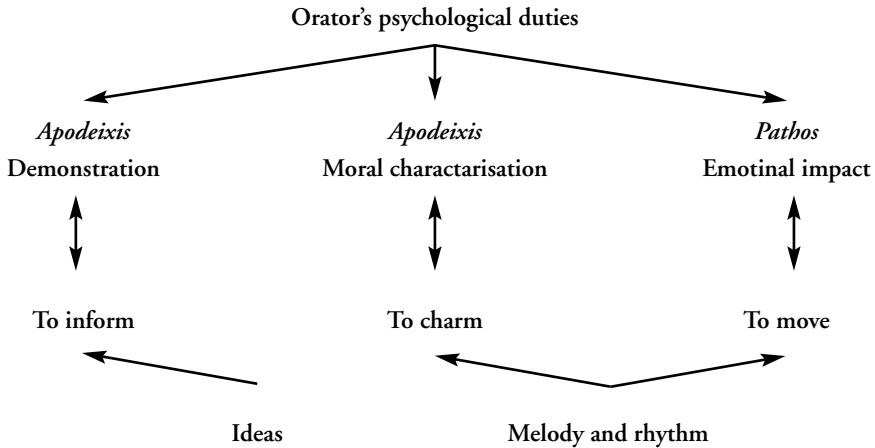 Orator's psychological duties
Apodeixis Apodeixis Pathos
Demonstration Moral charactarisation Emotinal impact
To inform To charm To move
Ideas Melody and rhythm